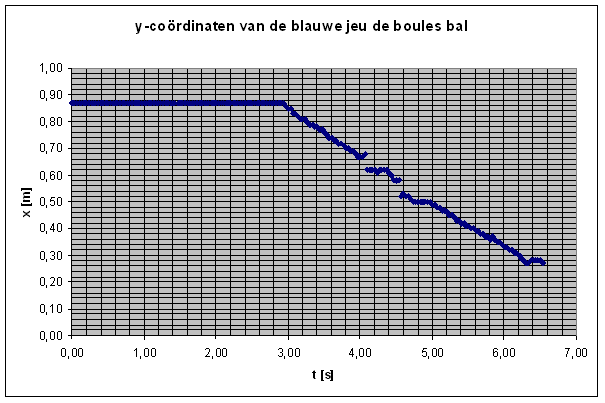 y-coördinaten van de blauwe jeu de boules bal
1,00
0,90
0,80
0,70
0,60
0,50
0,40
0,30
0,20
0,10
0,00
x [m]
0,00 1,00 2,00 3,00 4,00 5,00 6,00 7,00
t [s]